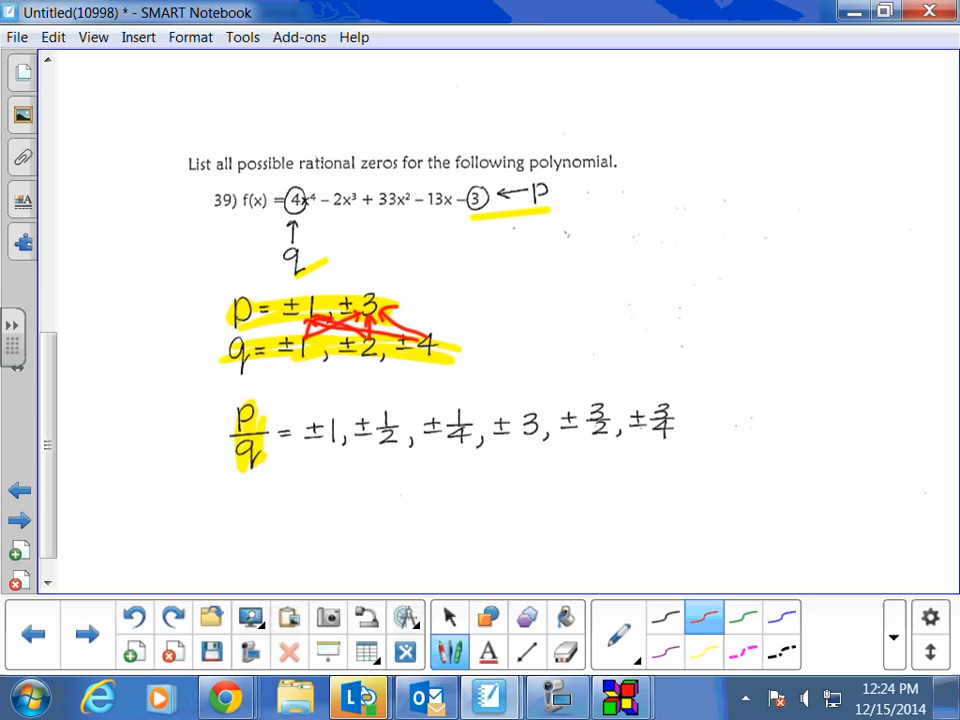 Untitled(10998) * - SMART Notebook
File Edit View Insert Format Tools Add-ons Help
List all possible rational zeros for the following polynomial.
39) f(x) = 4x⁴ – 2x³ + 33x² – 13x – 3 ← p
↑
q
p = ±1, ±3
q = ±1, ±2, ±4
p/q = ±1, ±1/2, ±1/4, ±3, ±3/2, ±3/4
12:24 PM
12/15/2014